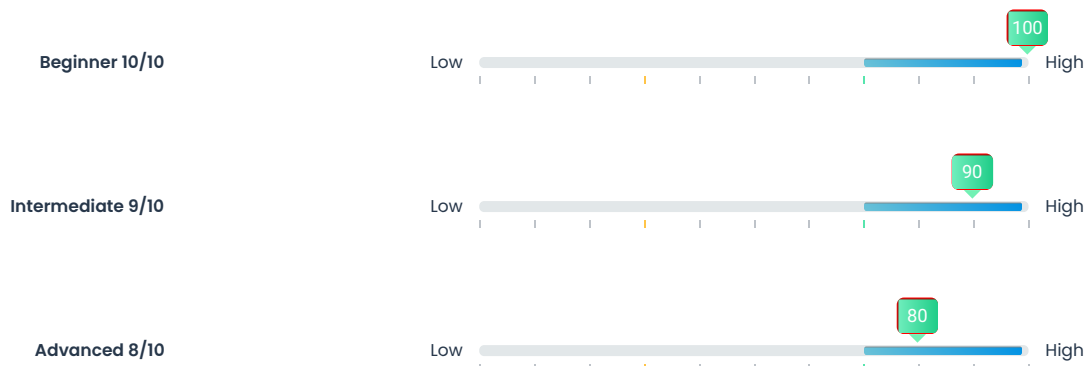 100
Beginner 10/10 Low High
90
Intermediate 9/10 Low High
80
Advanced 8/10 Low High